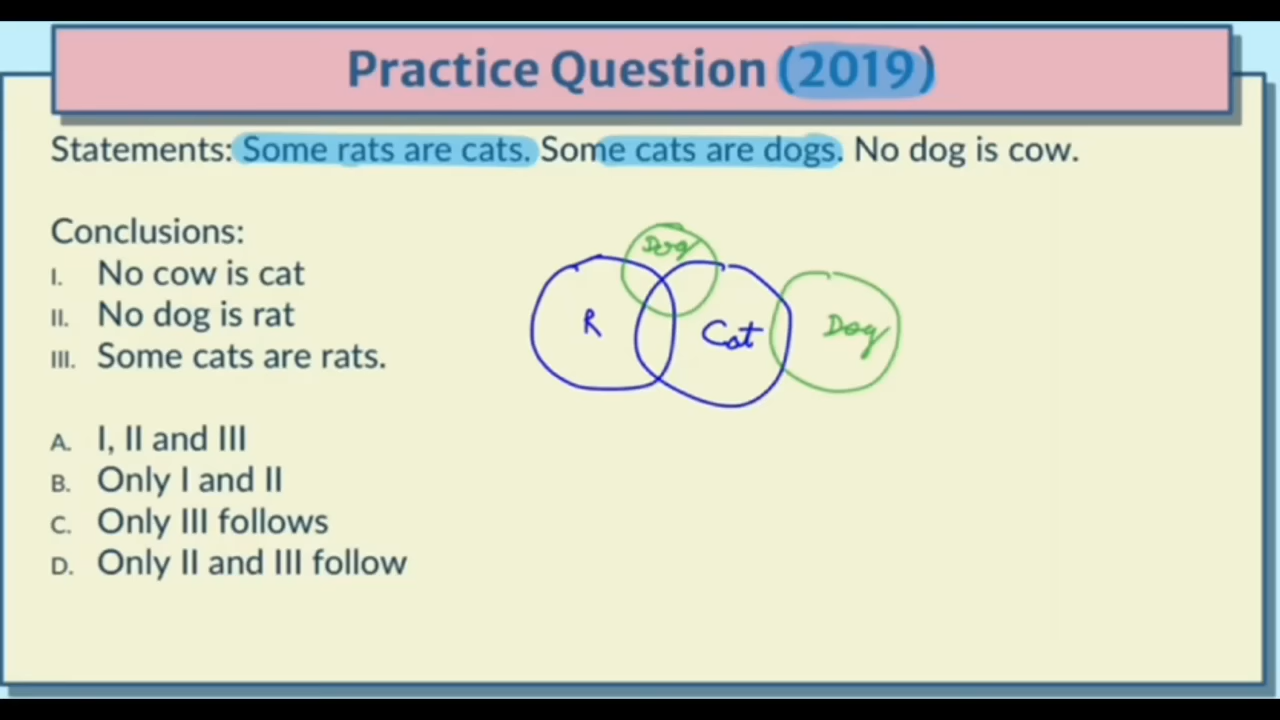 Practice Question (2019)
Statements: Some rats are cats. Some cats are dogs. No dog is cow.
Conclusions:
I. No cow is cat
II. No dog is rat
III. Some cats are rats.
Dog
R
Cat
Dog
A. I, II and III
B. Only I and II
C. Only III follows
D. Only II and III follow